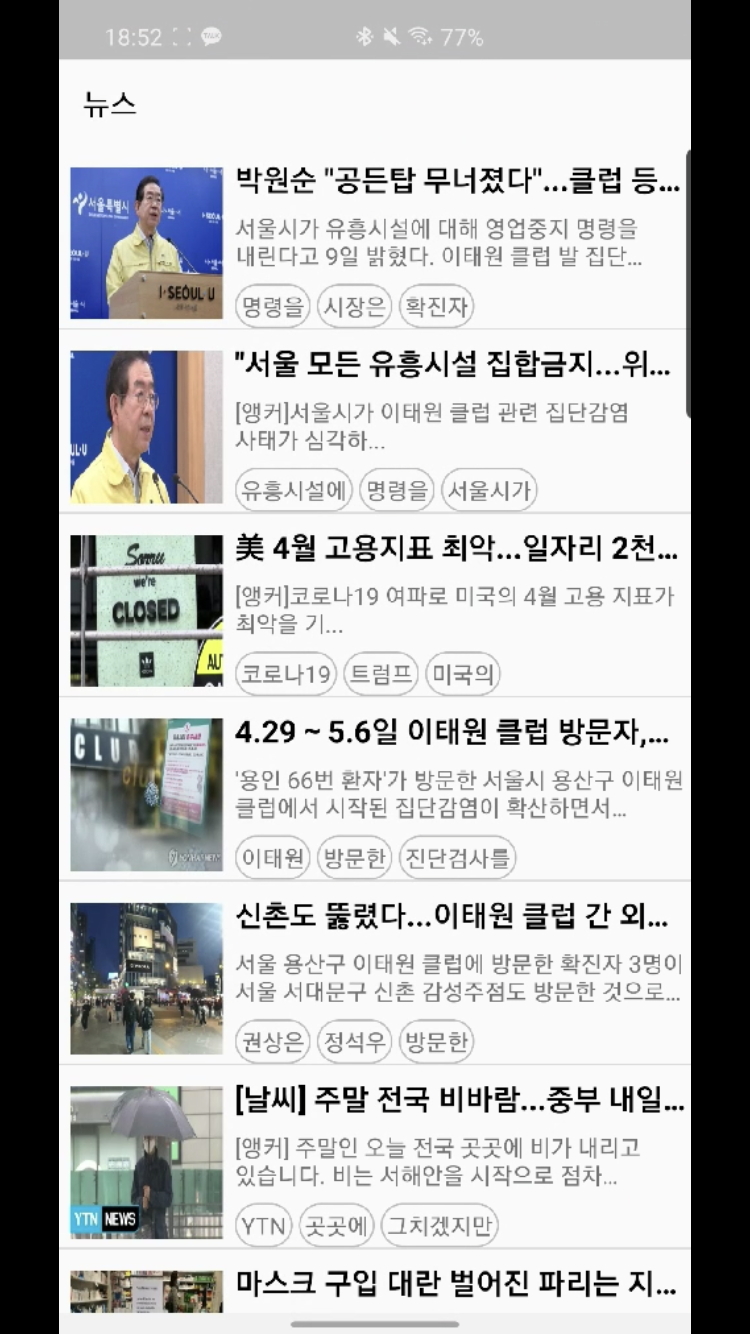 18:52
77%
뉴스
서울특별시
I·SEOUL·U
박원순 "공든탑 무너졌다"...클럽 등...
서울시가 유흥시설에 대해 영업중지 명령을
내린다고 9일 밝혔다. 이태원 클럽 발 집단...
명령을 시장은 확진자
"서울 모든 유흥시설 집합금지...위...
[앵커]서울시가 이태원 클럽 관련 집단감염
사태가 심각하...
유흥시설에 명령을 서울시가
Sorry
we're
CLOSED
美 4월 고용지표 최악...일자리 2천...
[앵커]코로나19 여파로 미국의 4월 고용 지표가
최악을 기...
코로나19 트럼프 미국의
CLUB
4.29 ~ 5.6일 이태원 클럽 방문자,...
'용인 66번 환자'가 방문한 서울시 용산구 이태원
클럽에서 시작된 집단감염이 확산하면서...
이태원 방문한 진단검사를
신촌도 뚫렸다...이태원 클럽 간 외...
서울 용산구 이태원 클럽에 방문한 확진자 3명이
서울 서대문구 신촌 감성주점도 방문한 것으로...
권상은 정석우 방문한
YTN NEWS
[날씨] 주말 전국 비바람...중부 내일...
[앵커] 주말인 오늘 전국 곳곳에 비가 내리고
있습니다. 비는 서해안을 시작으로 점차...
YTN 곳곳에 그치겠지만
마스크 구입 대란 벌어진 파리는 지...